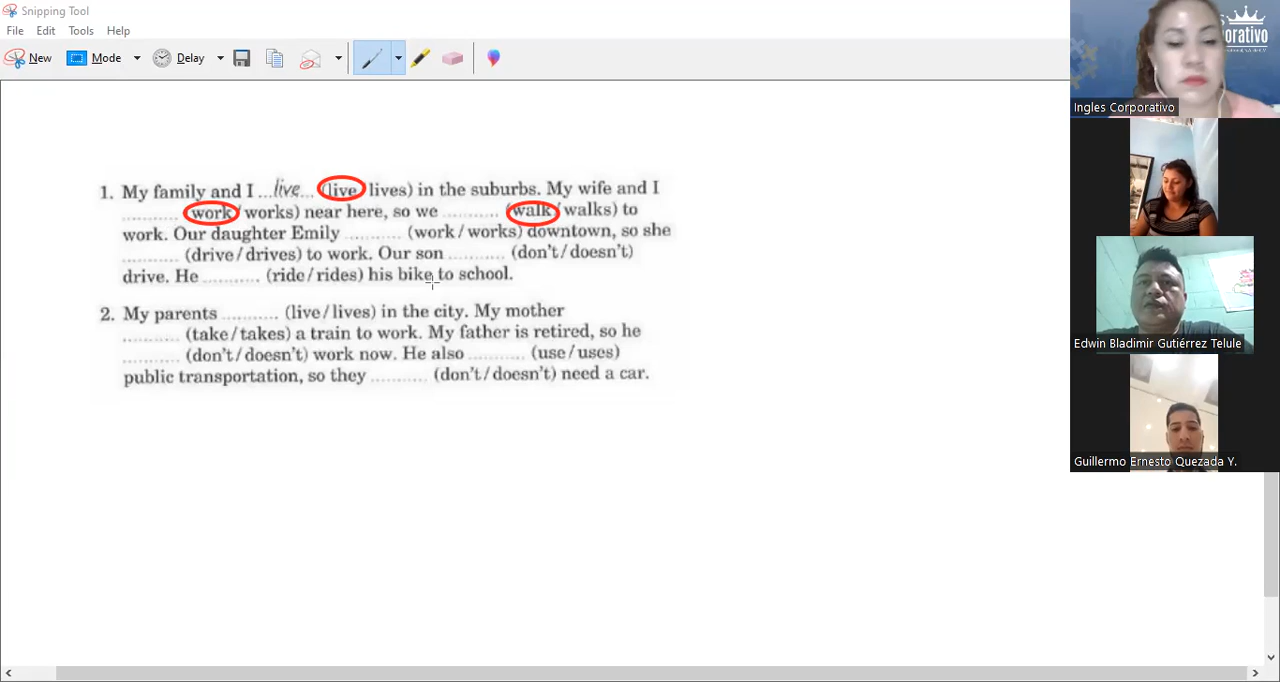 Snipping Tool
File Edit Tools Help
New Mode Delay
1. My family and I ...live... (live lives) in the suburbs. My wife and I
.......... (work/works) near here, so we .......... (walk/walks) to
work. Our daughter Emily .......... (work/works) downtown, so she
.......... (drive/drives) to work. Our son .......... (don't/doesn't)
drive. He .......... (ride/rides) his bike to school.
2. My parents .......... (live/lives) in the city. My mother
.......... (take/takes) a train to work. My father is retired, so he
.......... (don't/doesn't) work now. He also .......... (use/uses)
public transportation, so they .......... (don't/doesn't) need a car.
orativo
Ingles Corporativo
Edwin Bladimir Gutiérrez Telule
Guillermo Ernesto Quezada Y.